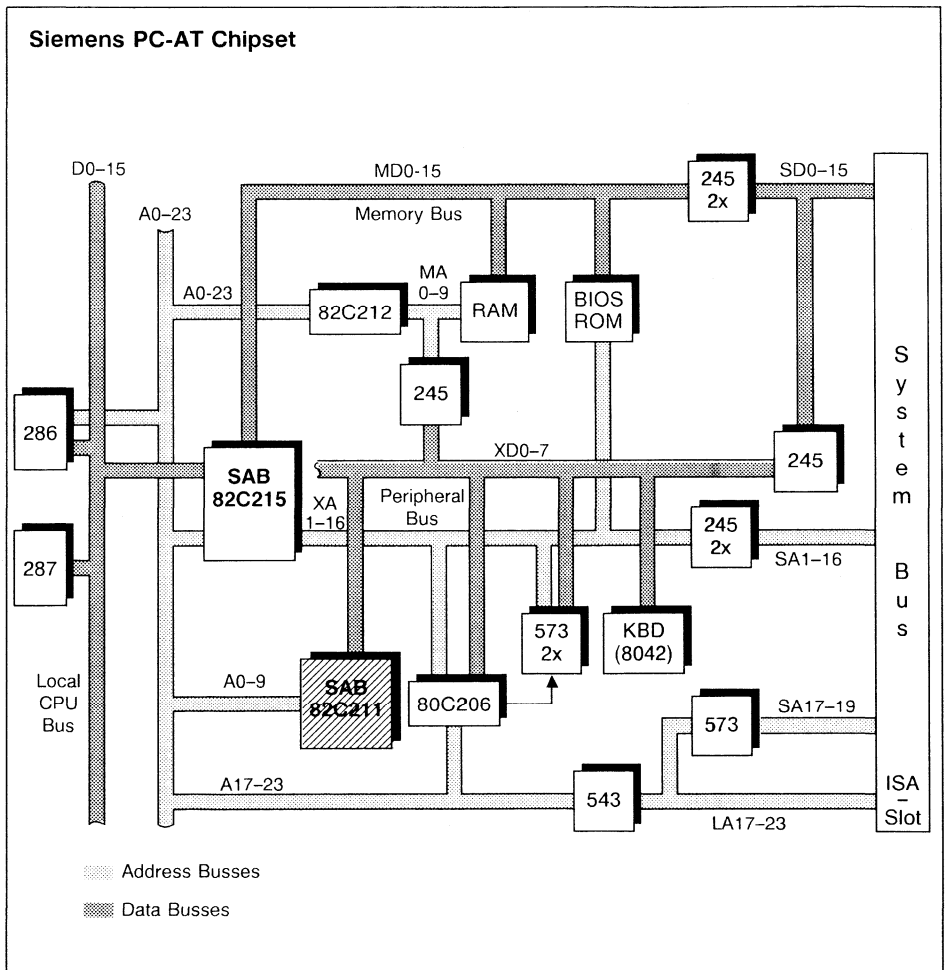 Siemens PC-AT Chipset
D0–15
MD0-15
245
2x
SD0–15
A0–23
Memory Bus
A0-23
82C212
MA
0–9
RAM
BIOS
ROM
245
286
SAB
82C215
XD0–7
245
XA
1–16
Peripheral
Bus
245
2x
SA1–16
287
573
2x
KBD
(8042)
Local
CPU
Bus
A0–9
SAB
82C211
80C206
573
SA17–19
A17–23
543
LA17–23
System
Bus
ISA
–
Slot
Address Busses
Data Busses